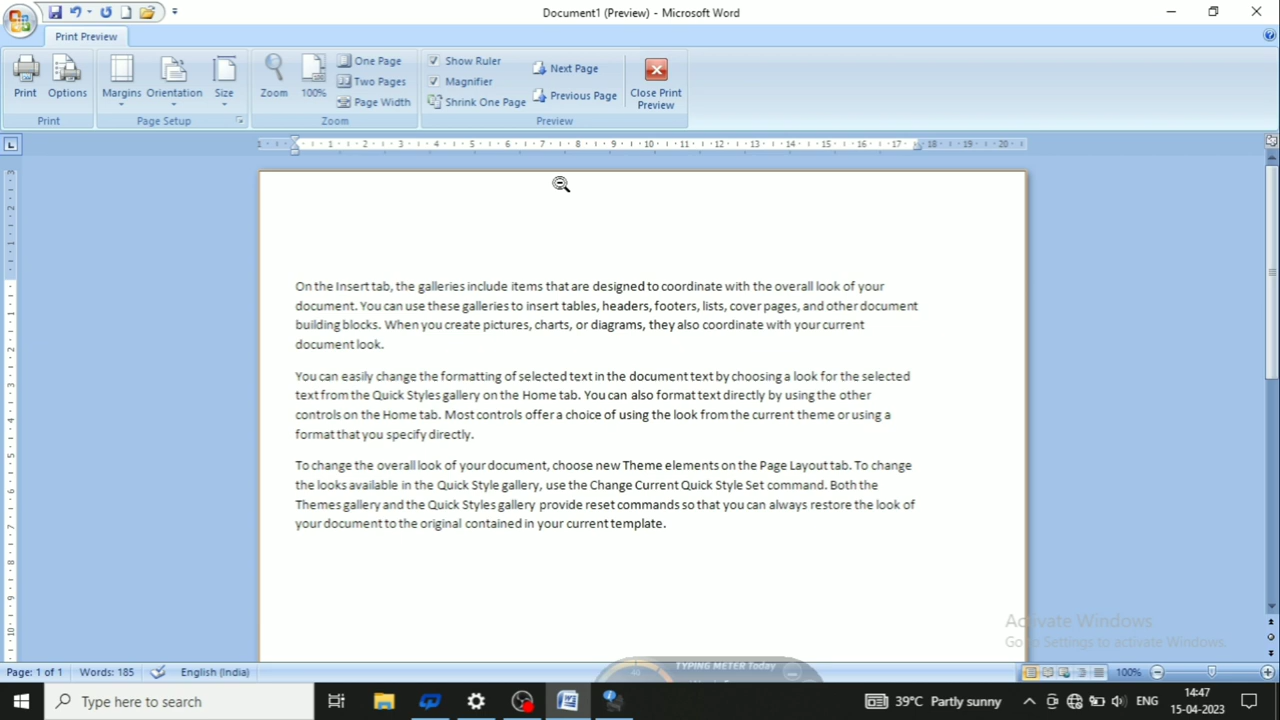 Document1 (Preview) - Microsoft Word
Print Preview
Print
Options
Margins
Orientation
Size
Zoom
100%
One Page
Two Pages
Page Width
Show Ruler
Magnifier
Shrink One Page
Next Page
Previous Page
Close Print
Preview
Print
Page Setup
Zoom
Preview
On the Insert tab, the galleries include items that are designed to coordinate with the overall look of your
document. You can use these galleries to insert tables, headers, footers, lists, cover pages, and other document
building blocks. When you create pictures, charts, or diagrams, they also coordinate with your current
document look.
You can easily change the formatting of selected text in the document text by choosing a look for the selected
text from the Quick Styles gallery on the Home tab. You can also format text directly by using the other
controls on the Home tab. Most controls offer a choice of using the look from the current theme or using a
format that you specify directly.
To change the overall look of your document, choose new Theme elements on the Page Layout tab. To change
the looks available in the Quick Style gallery, use the Change Current Quick Style Set command. Both the
Themes gallery and the Quick Styles gallery provide reset commands so that you can always restore the look of
your document to the original contained in your current template.
Activate Windows
Go to Settings to activate Windows.
Page: 1 of 1
Words: 185
English (India)
TYPING METER Today
100%
Type here to search
39°C Partly sunny
ENG
14:47
15-04-2023